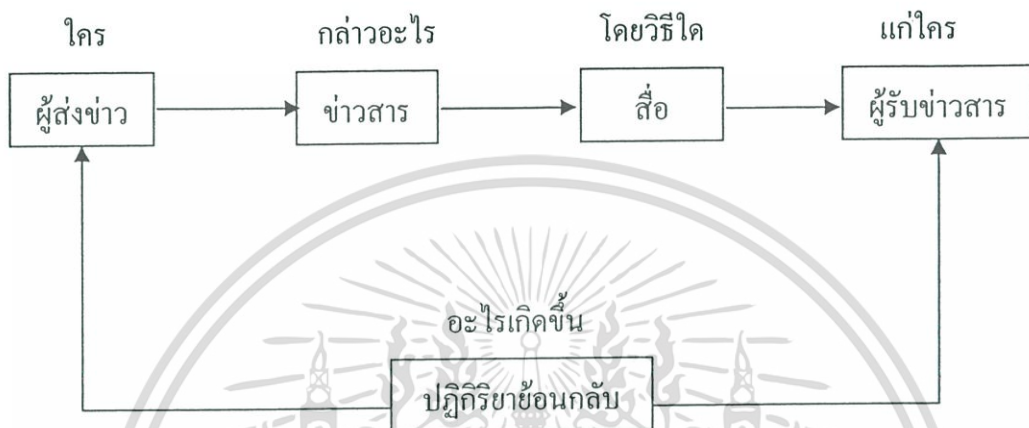 ใคร กล่าวอะไร โดยวิธีใด แก่ใคร
ผู้ส่งข่าว ข่าวสาร สื่อ ผู้รับข่าวสาร
อะไรเกิดขึ้น
ปฏิกิริยาย้อนกลับ